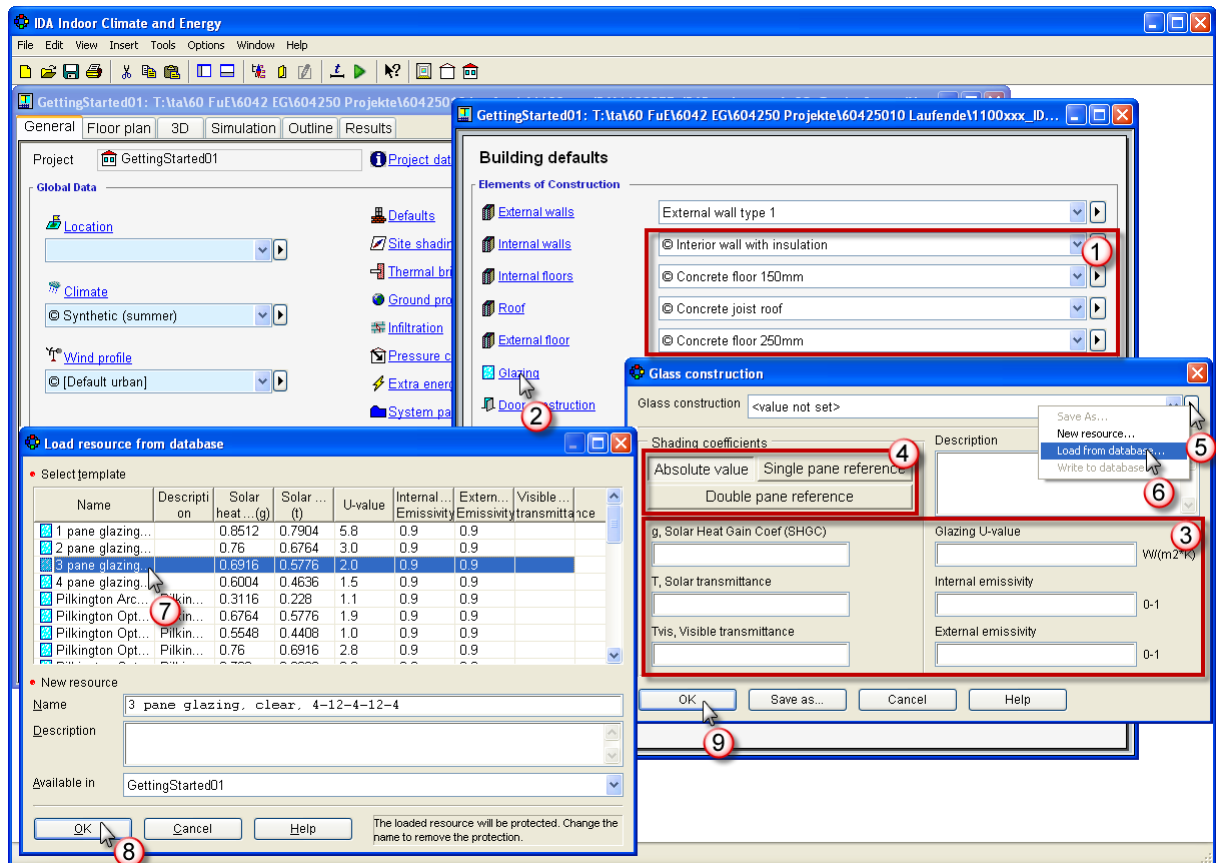 IDA Indoor Climate and Energy
File Edit View Insert Tools Options Window Help
GettingStarted01: T:\ta\60 FuE\6042 EG\604250 Projekte\604250
General Floor plan 3D Simulation Outline Results
Project GettingStarted01 Project dat
Global Data
Location
Climate
© Synthetic (summer)
Wind profile
© [Default urban]
Defaults
Site shadin
Thermal bri
Ground pro
Infiltration
Pressure c
Extra energ
System pa
GettingStarted01: T:\ta\60 FuE\6042 EG\604250 Projekte\60425010 Laufende\1100xxx_ID...
Building defaults
Elements of Construction
External walls External wall type 1
Internal walls © Interior wall with insulation
1
Internal floors © Concrete floor 150mm
Roof © Concrete joist roof
External floor © Concrete floor 250mm
Glazing
2
Door construction
Glass construction
Glass construction <value not set>
5
Save As...
New resource...
Load from database...
Write to database...
6
Shading coefficients
4
Absolute value Single pane reference
Double pane reference
Description
3
g, Solar Heat Gain Coef (SHGC)
Glazing U-value
W/(m2*K)
T, Solar transmittance
Internal emissivity
0-1
Tvis, Visible transmittance
External emissivity
0-1
OK Save as... Cancel Help
9
Load resource from database
Select template
Name Descripti on Solar heat ...(g) Solar ... (t) U-value Internal... Emissivity Extern... Emissivity Visible ... transmittance
1 pane glazing... 0.8512 0.7904 5.8 0.9 0.9
2 pane glazing... 0.76 0.6764 3.0 0.9 0.9
3 pane glazing... 0.6916 0.5776 2.0 0.9 0.9
4 pane glazing... 0.6004 0.4636 1.5 0.9 0.9
7
Pilkington Arc... Pilkin... 0.3116 0.228 1.1 0.9 0.9
Pilkington Opt... Pilkin... 0.6764 0.5776 1.9 0.9 0.9
Pilkington Opt... Pilkin... 0.5548 0.4408 1.0 0.9 0.9
Pilkington Opt... Pilkin... 0.76 0.6916 2.8 0.9 0.9
New resource
Name 3 pane glazing, clear, 4-12-4-12-4
Description
Available in GettingStarted01
OK Cancel Help
8
The loaded resource will be protected. Change the
name to remove the protection.